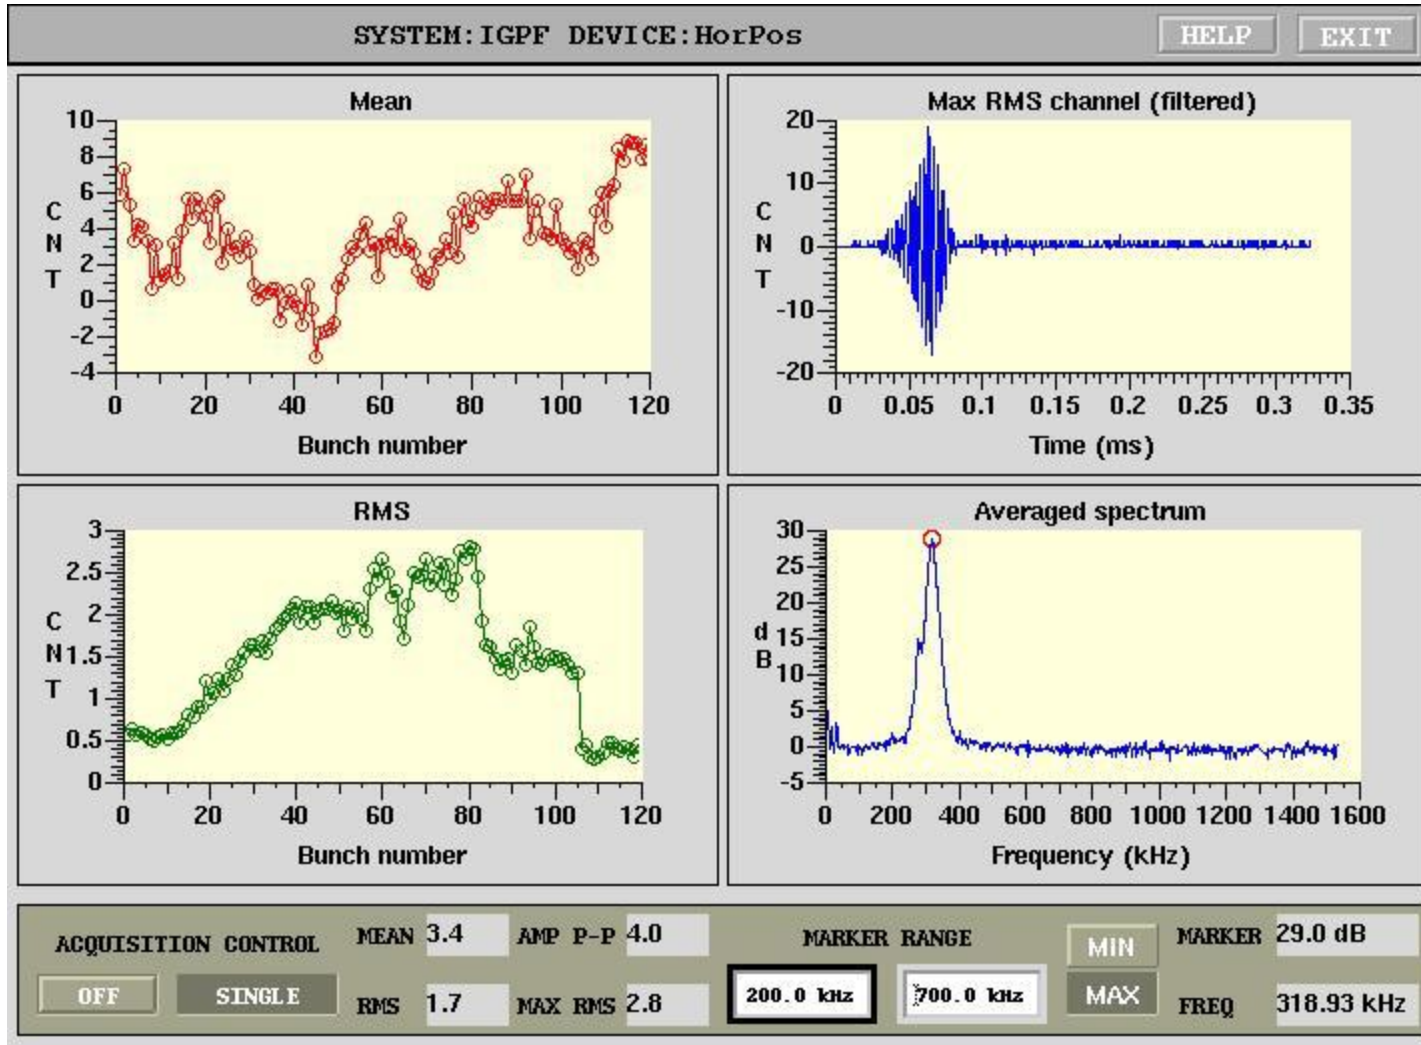 SYSTEM:IGPF DEVICE:HorPos
HELP
EXIT
Mean
10
8
6
4
2
0
-2
-4
C
N
T
0 20 40 60 80 100 120
Bunch number
Max RMS channel (filtered)
20
10
0
-10
-20
C
N
T
0 0.05 0.1 0.15 0.2 0.25 0.3 0.35
Time (ms)
RMS
3
2.5
2
1.5
1
0.5
0
C
N
T
0 20 40 60 80 100 120
Bunch number
Averaged spectrum
30
25
20
15
10
5
0
-5
d
B
0 200 400 600 800 1000 1200 1400 1600
Frequency (kHz)
ACQUISITION CONTROL
OFF
SINGLE
MEAN 3.4
AMP P-P 4.0
RMS 1.7
MAX RMS 2.8
MARKER RANGE
200.0 kHz
700.0 kHz
MIN
MAX
MARKER 29.0 dB
FREQ 318.93 kHz